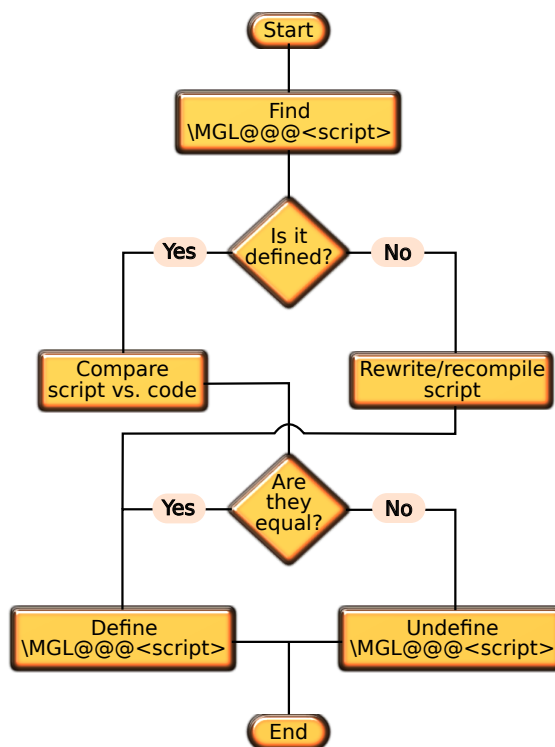 Start
Find
\MGL@@@<script>
Is it
defined?
Yes
No
Compare
script vs. code
Rewrite/recompile
script
Are
they
equal?
Yes
No
Define
\MGL@@@<script>
Undefine
\MGL@@@<script>
End